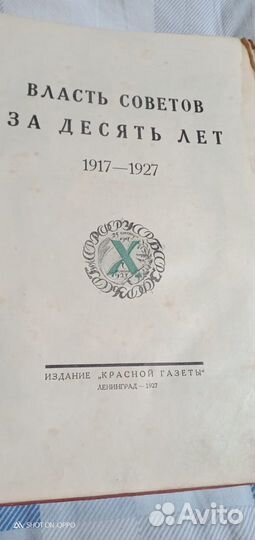 ВЛАСТЬ СОВЕТОВ
ЗА ДЕСЯТЬ ЛЕТ
1917—1927
X
ИЗДАНИЕ „КРАСНОЙ ГАЗЕТЫ“
ЛЕНИНГРАД—1927
SHOT ON OPPO
Avito